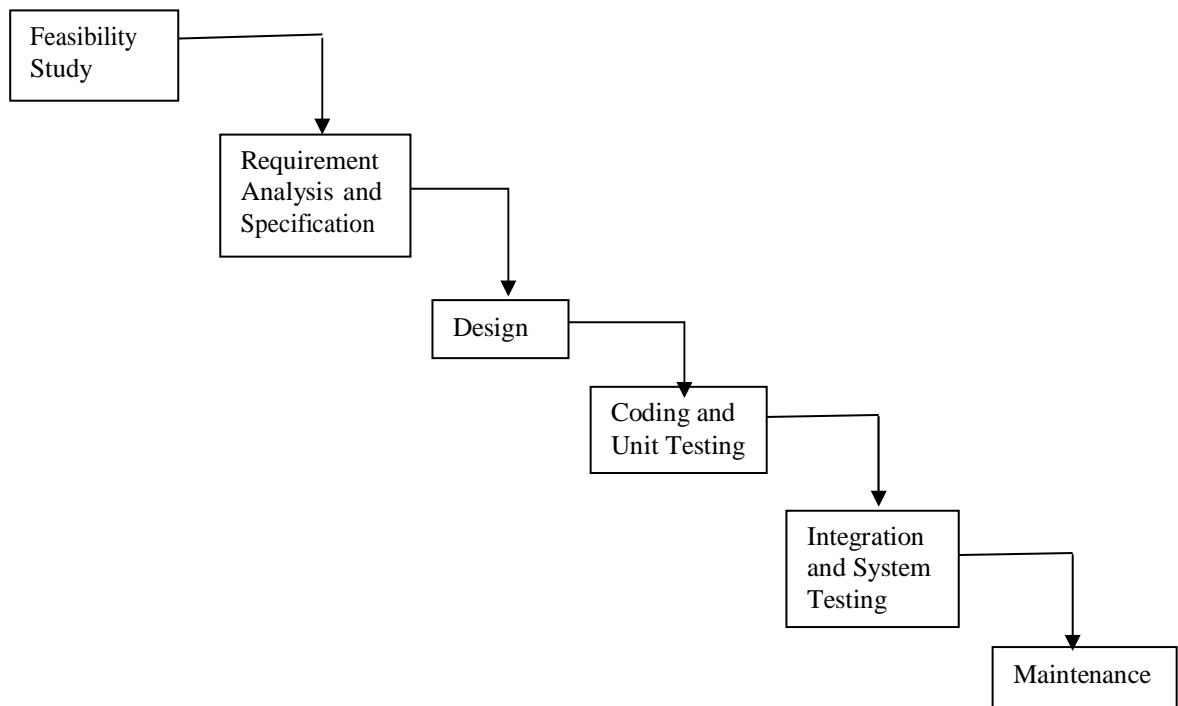 Feasibility
Study
Requirement
Analysis and
Specification
Design
Coding and
Unit Testing
Integration
and System
Testing
Maintenance